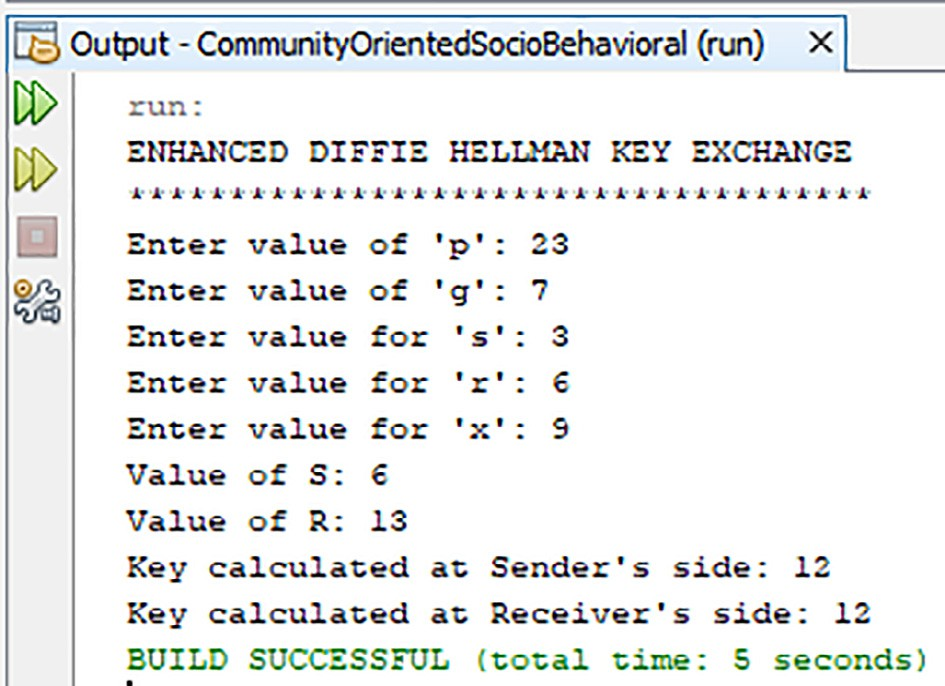 Output - CommunityOrientedSocioBehavioral (run)
run:
ENHANCED DIFFIE HELLMAN KEY EXCHANGE
*************************************
Enter value of 'p': 23
Enter value of 'g': 7
Enter value for 's': 3
Enter value for 'r': 6
Enter value for 'x': 9
Value of S: 6
Value of R: 13
Key calculated at Sender's side: 12
Key calculated at Receiver's side: 12
BUILD SUCCESSFUL (total time: 5 seconds)